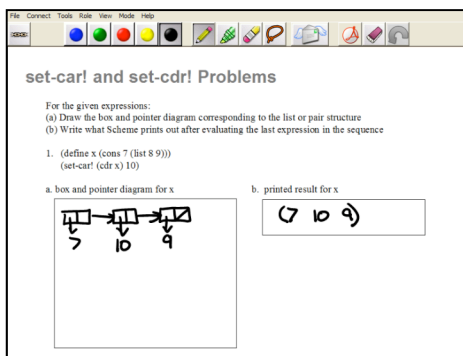 File Connect Tools Role View Mode Help
set-car! and set-cdr! Problems
For the given expressions:
(a) Draw the box and pointer diagram corresponding to the list or pair structure
(b) Write what Scheme prints out after evaluating the last expression in the sequence
1. (define x (cons 7 (list 8 9)))
(set-car! (cdr x) 10)
a. box and pointer diagram for x
b. printed result for x
(7 10 9)
7 10 9